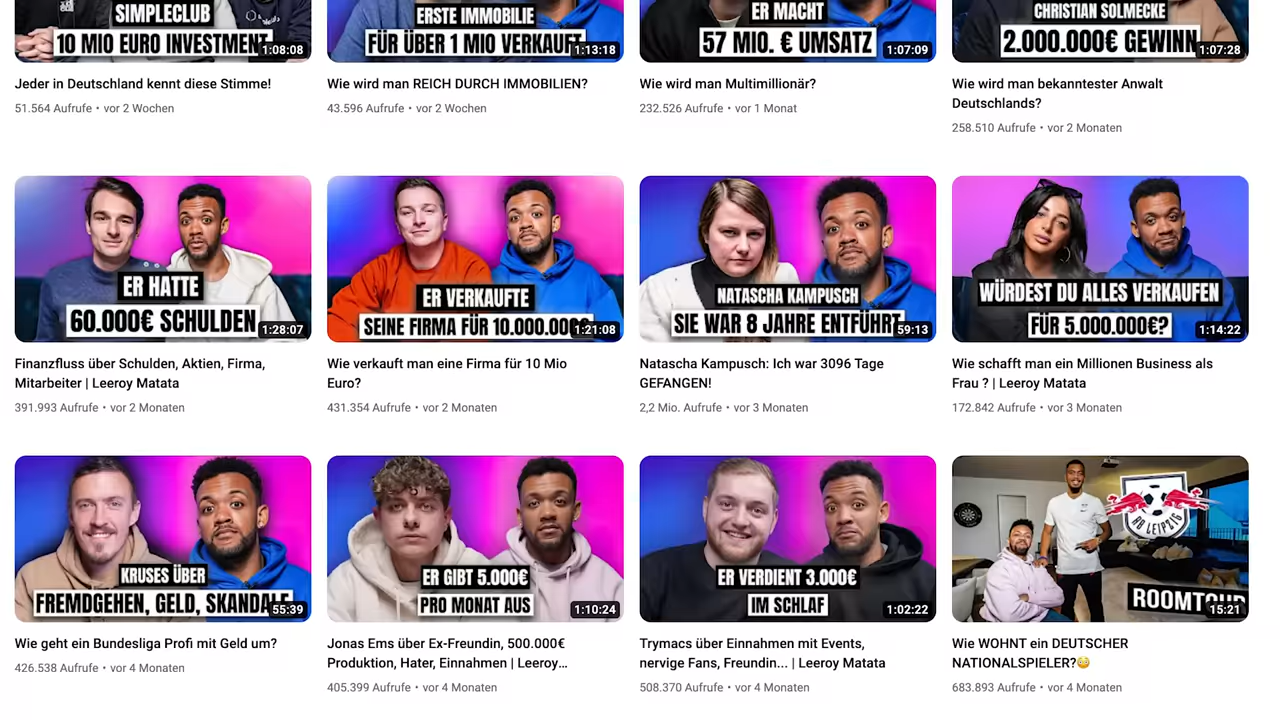 SIMPLECLUB
10 MIO EURO INVESTMENT
1:08:08
ERSTE IMMOBILIE
FÜR ÜBER 1 MIO VERKAUFT
1:13:18
ER MACHT
57 MIO. € UMSATZ
1:07:09
CHRISTIAN SOLMECKE
2.000.000€ GEWINN
1:07:28
Jeder in Deutschland kennt diese Stimme!
51.564 Aufrufe • vor 2 Wochen
Wie wird man REICH DURCH IMMOBILIEN?
43.596 Aufrufe • vor 2 Wochen
Wie wird man Multimillionär?
232.526 Aufrufe • vor 1 Monat
Wie wird man bekanntester Anwalt
Deutschlands?
258.510 Aufrufe • vor 2 Monaten
ER HATTE
60.000€ SCHULDEN
1:28:07
ER VERKAUFTE
SEINE FIRMA FÜR 10.000.000€
1:21:08
NATASCHA KAMPUSCH
SIE WAR 8 JAHRE ENTFÜHRT
59:13
WÜRDEST DU ALLES VERKAUFEN
FÜR 5.000.000€?
1:14:22
Finanzfluss über Schulden, Aktien, Firma,
Mitarbeiter | Leeroy Matata
391.993 Aufrufe • vor 2 Monaten
Wie verkauft man eine Firma für 10 Mio
Euro?
431.354 Aufrufe • vor 2 Monaten
Natascha Kampusch: Ich war 3096 Tage
GEFANGEN!
2,2 Mio. Aufrufe • vor 3 Monaten
Wie schafft man ein Millionen Business als
Frau ? | Leeroy Matata
172.842 Aufrufe • vor 3 Monaten
KRUSES ÜBER
FREMDGEHEN, GELD, SKANDALE
55:39
ER GIBT 5.000€
PRO MONAT AUS
1:10:24
ER VERDIENT 3.000€
IM SCHLAF
1:02:22
RB LEIPZIG
ROOMTOUR
15:21
Wie geht ein Bundesliga Profi mit Geld um?
426.538 Aufrufe • vor 4 Monaten
Jonas Ems über Ex-Freundin, 500.000€
Produktion, Hater, Einnahmen | Leeroy…
405.399 Aufrufe • vor 4 Monaten
Trymacs über Einnahmen mit Events,
nervige Fans, Freundin... | Leeroy Matata
508.370 Aufrufe • vor 4 Monaten
Wie WOHNT ein DEUTSCHER
NATIONALSPIELER?😳
683.893 Aufrufe • vor 4 Monaten